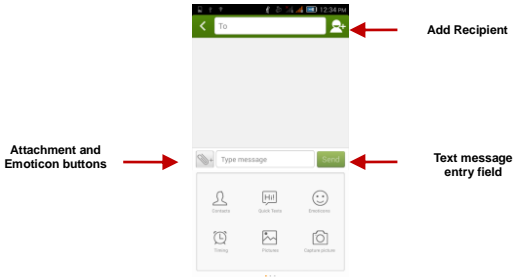 12:34 PM
To
Add Recipient
Attachment and
Emoticon buttons
Type message
Send
Text message
entry field
Contacts
Quick Texts
Emoticons
Timing
Pictures
Capture picture